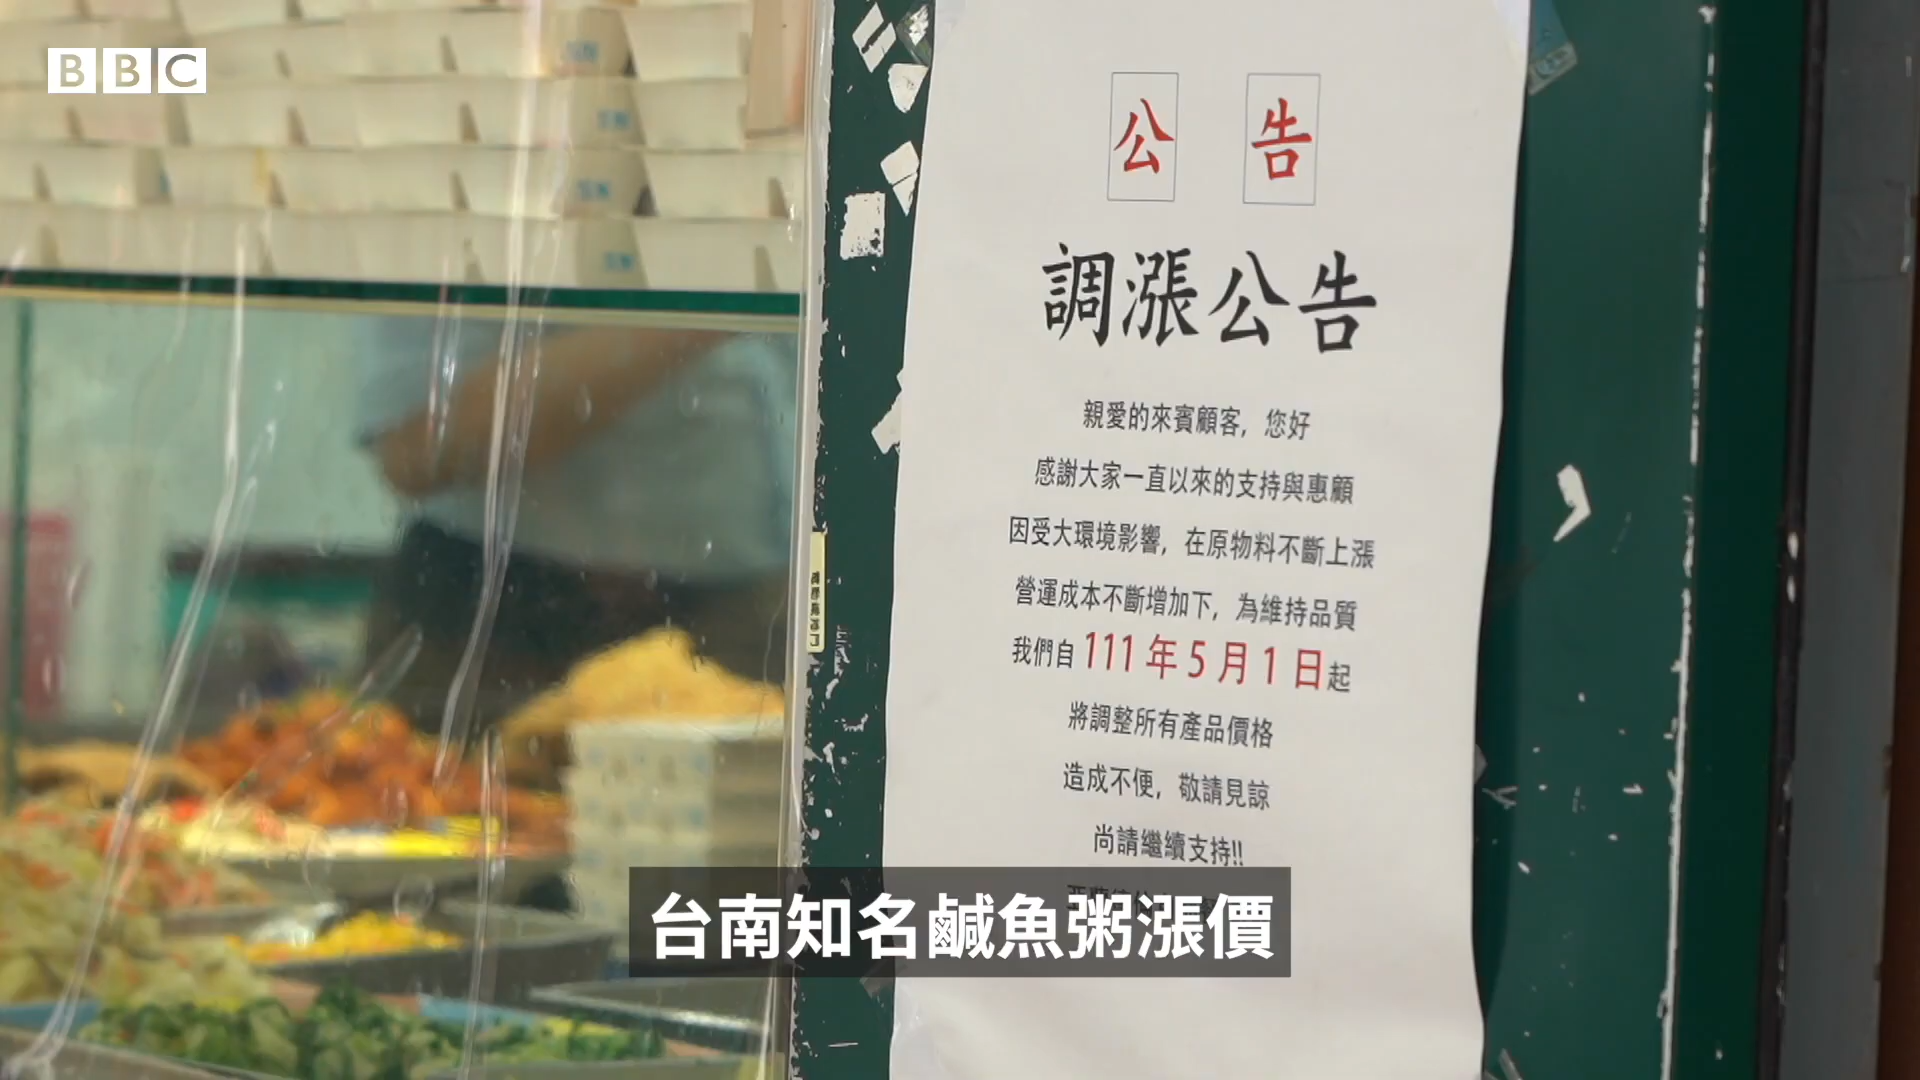 BBC
公告
調漲公告
親愛的來賓顧客，您好
感謝大家一直以來的支持與惠顧
因受大環境影響，在原物料不斷上漲
營運成本不斷增加下，為維持品質
我們自111年5月1日起
將調整所有產品價格
造成不便，敬請見諒
尚請繼續支持!!
台南知名鹹魚粥漲價